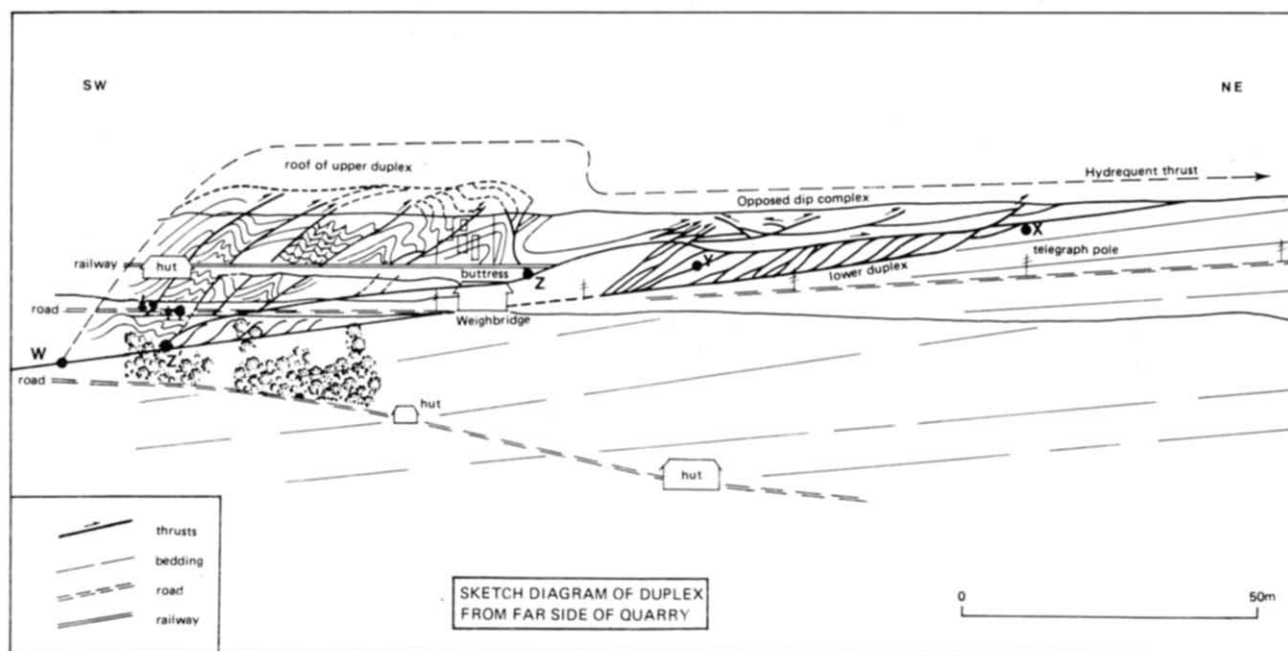 SW
NE
roof of upper duplex
Hydrequent thrust
Opposed dip complex
X
telegraph pole
railway
hut
buttress
Z
Y
lower duplex
road
Weighbridge
W
Z
road
hut
hut
thrusts
bedding
road
railway
SKETCH DIAGRAM OF DUPLEX
FROM FAR SIDE OF QUARRY
0
50m